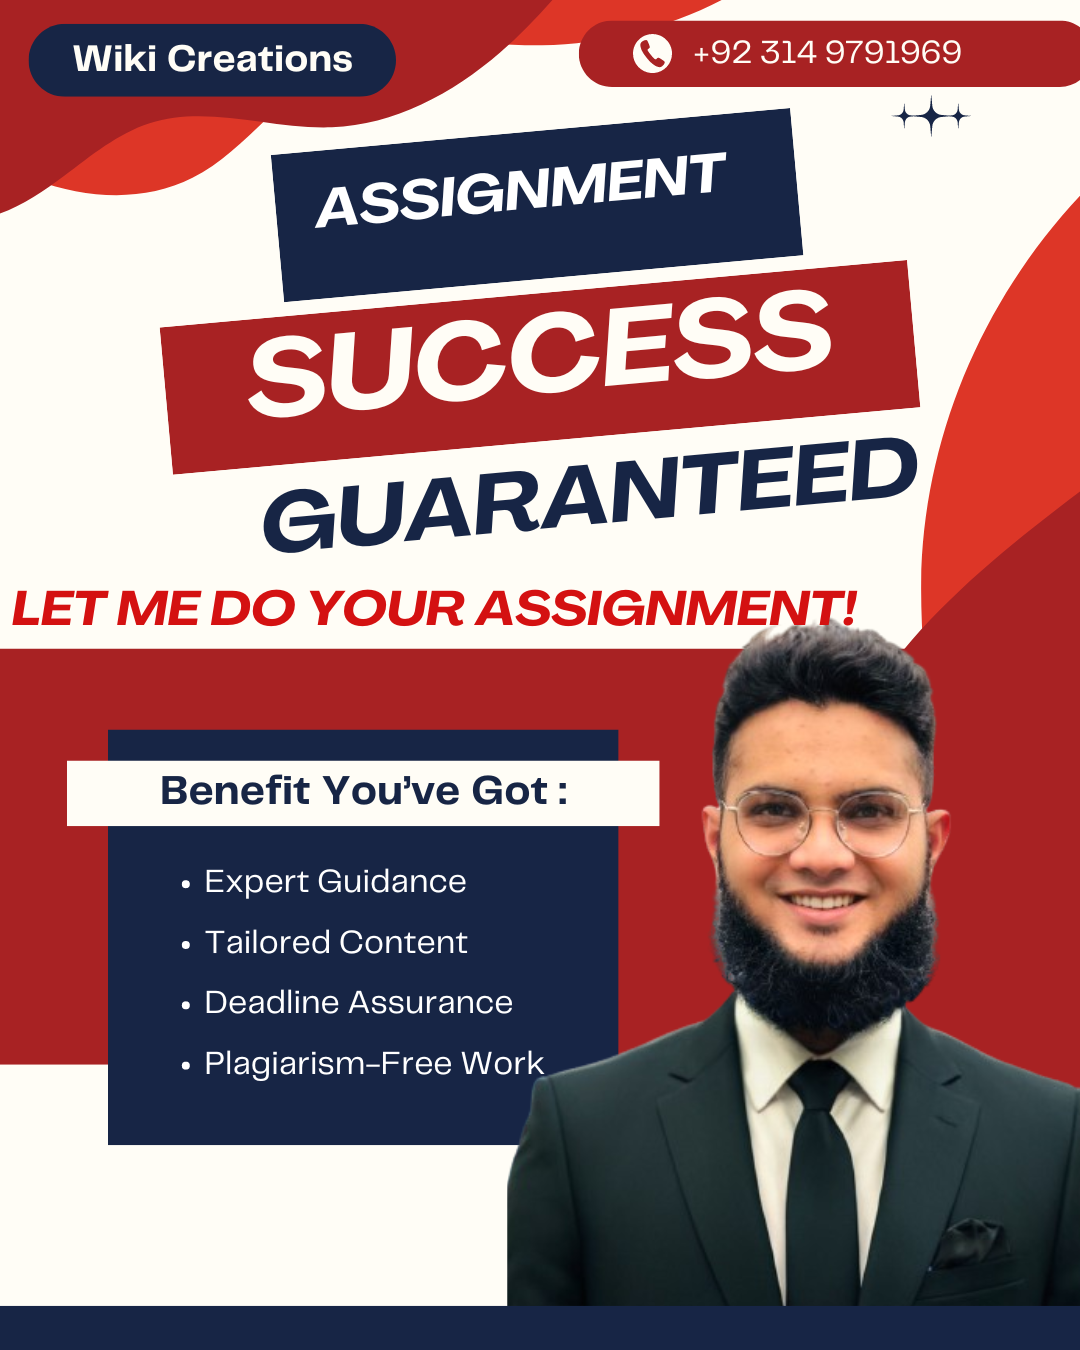 Wiki Creations
+92 314 9791969
ASSIGNMENT
SUCCESS
GUARANTEED
LET ME DO YOUR ASSIGNMENT!
Benefit You’ve Got :
• Expert Guidance
• Tailored Content
• Deadline Assurance
• Plagiarism-Free Work